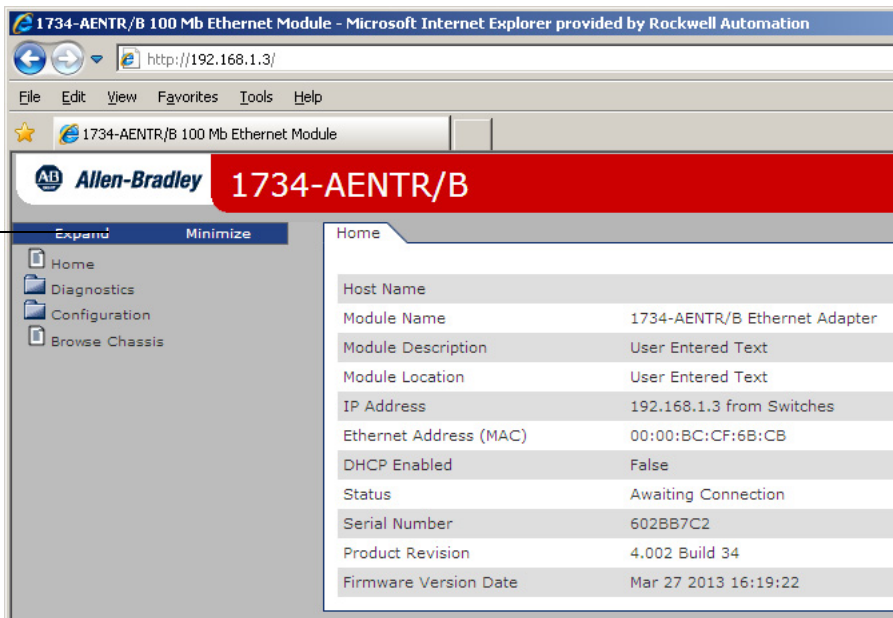 1734-AENTR/B 100 Mb Ethernet Module - Microsoft Internet Explorer provided by Rockwell Automation
http://192.168.1.3/
File Edit View Favorites Tools Help
1734-AENTR/B 100 Mb Ethernet Module
AB Allen-Bradley 1734-AENTR/B
Expand Minimize
Home
Diagnostics
Configuration
Browse Chassis
Home
Host Name
Module Name 1734-AENTR/B Ethernet Adapter
Module Description User Entered Text
Module Location User Entered Text
IP Address 192.168.1.3 from Switches
Ethernet Address (MAC) 00:00:BC:CF:6B:CB
DHCP Enabled False
Status Awaiting Connection
Serial Number 602BB7C2
Product Revision 4.002 Build 34
Firmware Version Date Mar 27 2013 16:19:22